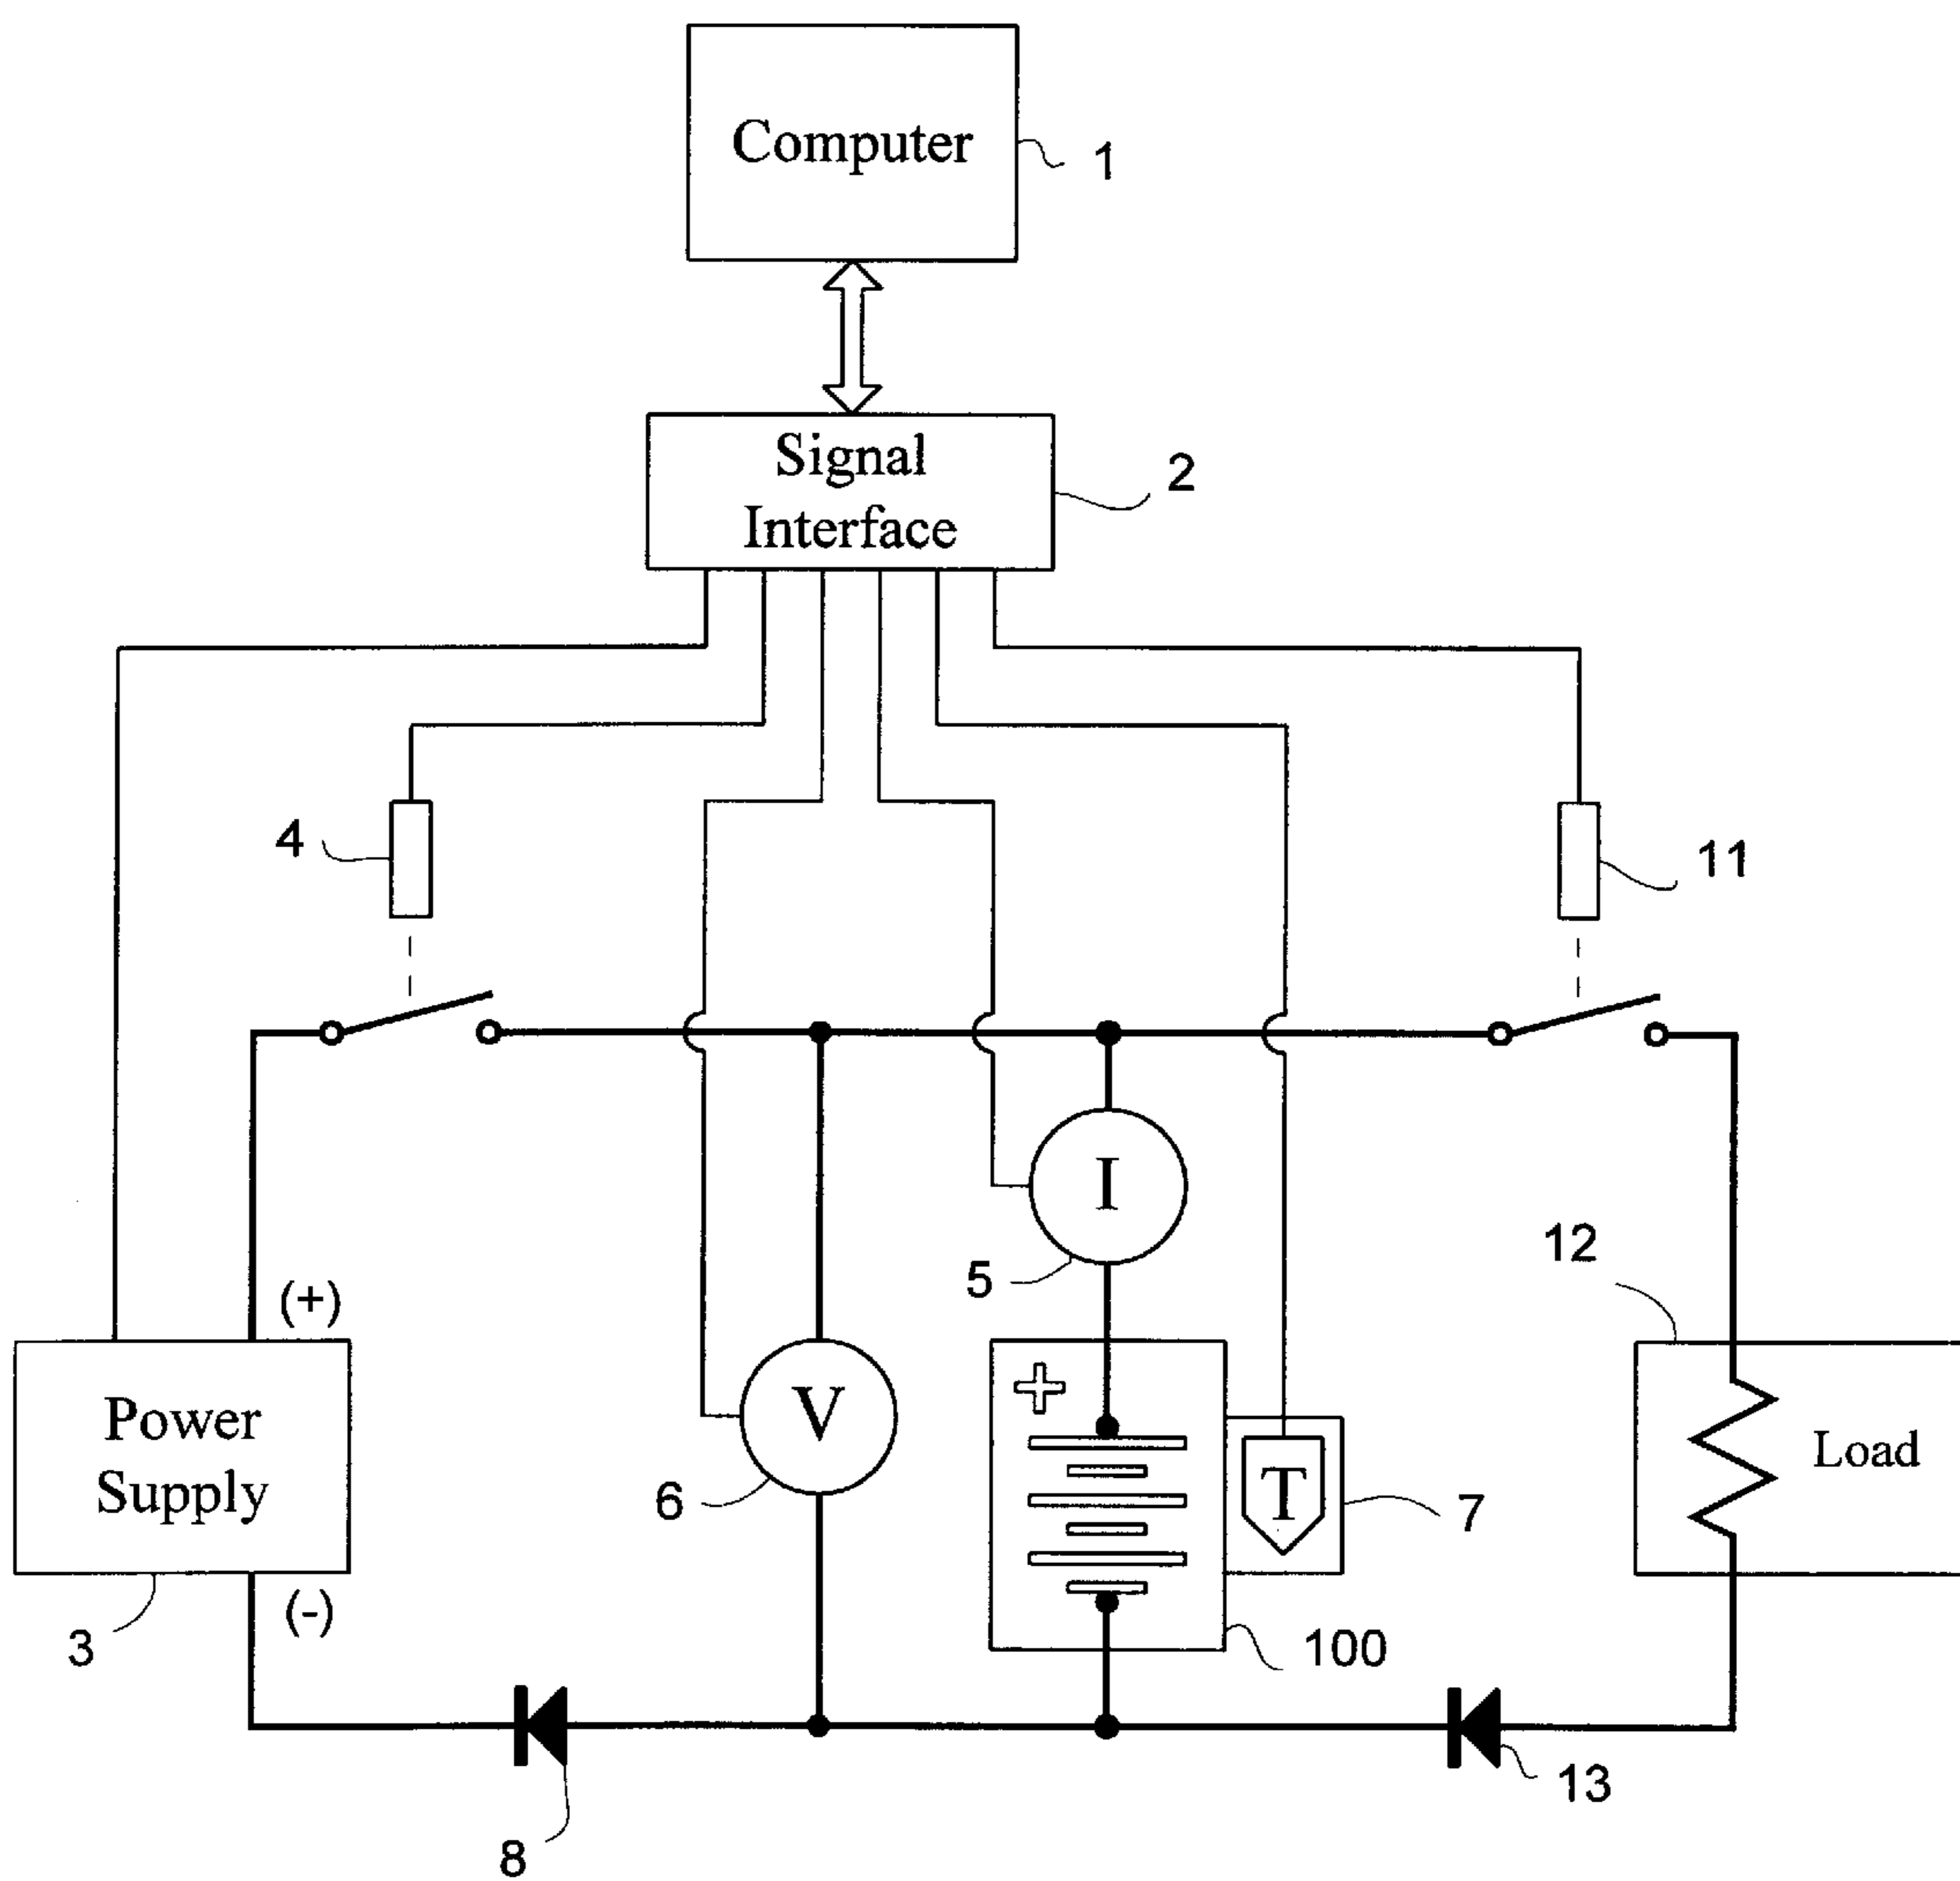 Computer
1
Signal
Interface
2
4
11
I
5
12
(+)
Power
Supply
V
6
T
7
Load
(-)
3
100
8
13